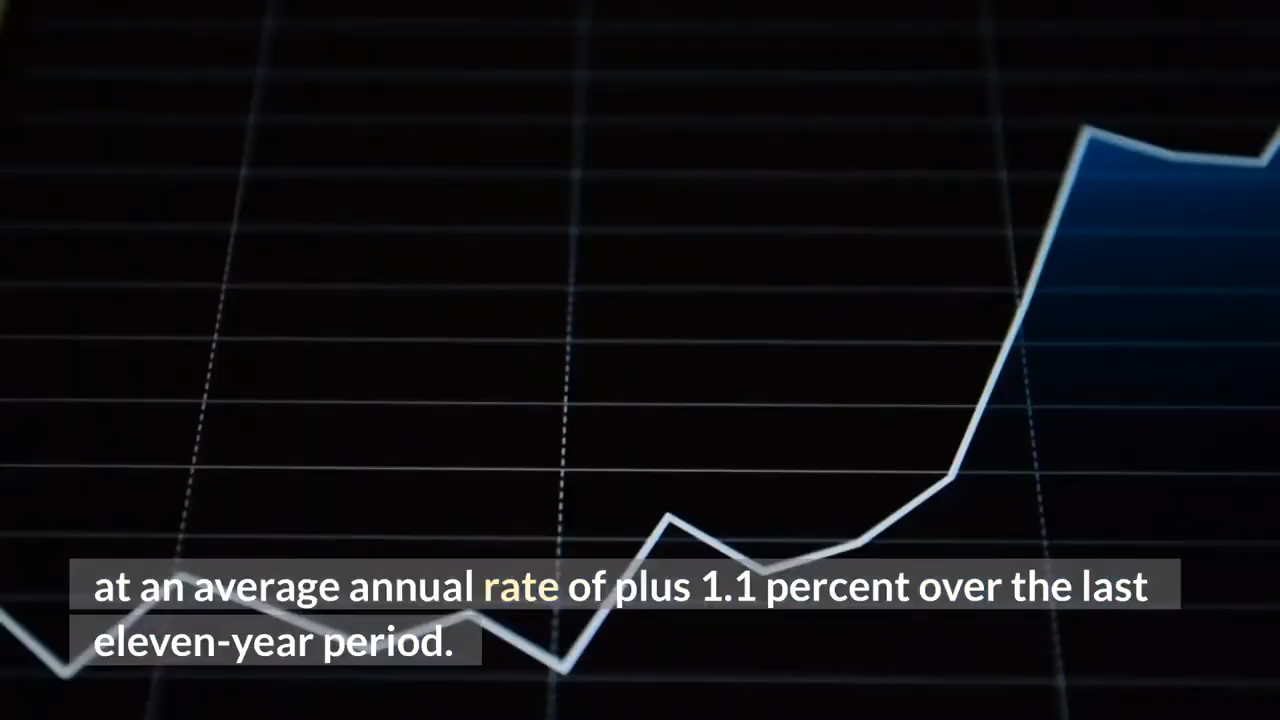 at an average annual rate of plus 1.1 percent over the last
eleven-year period.